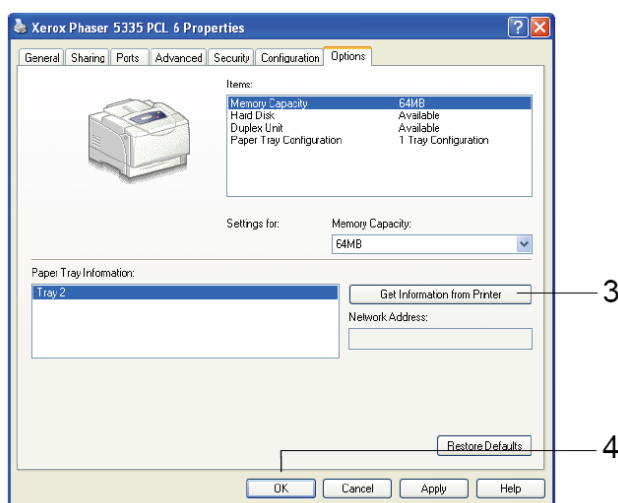 Xerox Phaser 5335 PCL 6 Properties
General Sharing Ports Advanced Security Configuration Options
Items:
Memory Capacity 64MB
Hard Disk Available
Duplex Unit Available
Paper Tray Configuration 1 Tray Configuration
Settings for: Memory Capacity:
64MB
Paper Tray Information:
Tray 2
Get Information from Printer 3
Network Address:
Restore Defaults
4
OK Cancel Apply Help